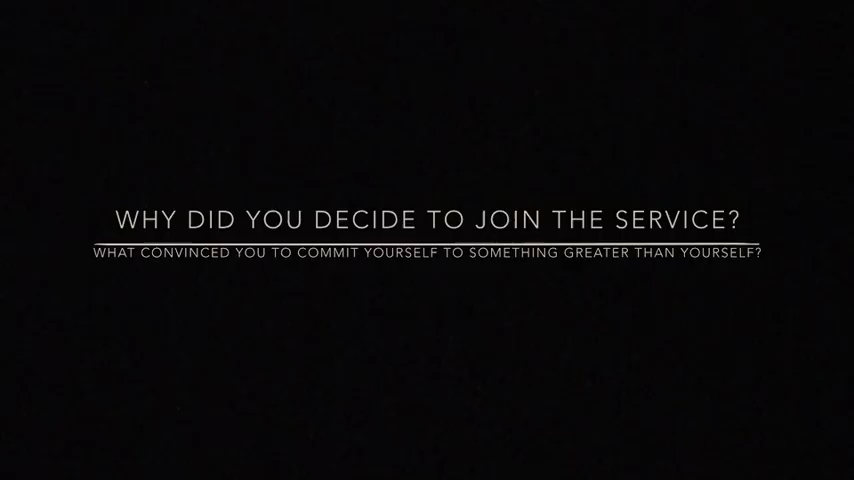 WHY DID YOU DECIDE TO JOIN THE SERVICE?
WHAT CONVINCED YOU TO COMMIT YOURSELF TO SOMETHING GREATER THAN YOURSELF?